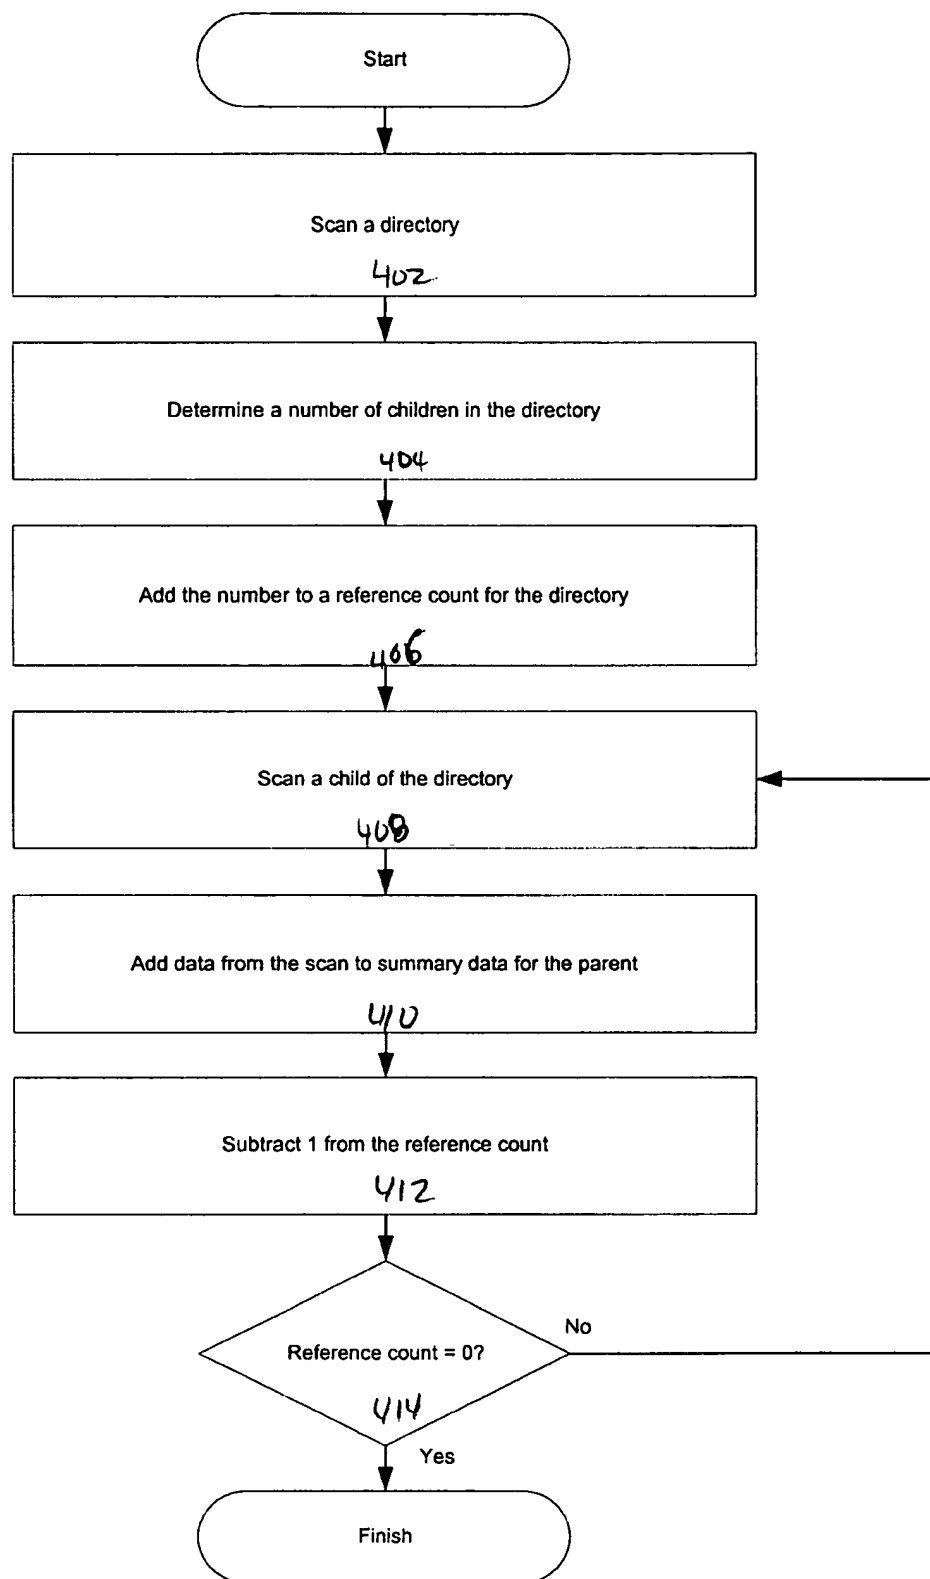 Start
Scan a directory
402
Determine a number of children in the directory
404
Add the number to a reference count for the directory
406
Scan a child of the directory
408
Add data from the scan to summary data for the parent
410
Subtract 1 from the reference count
412
No
Reference count = 0?
414
Yes
Finish